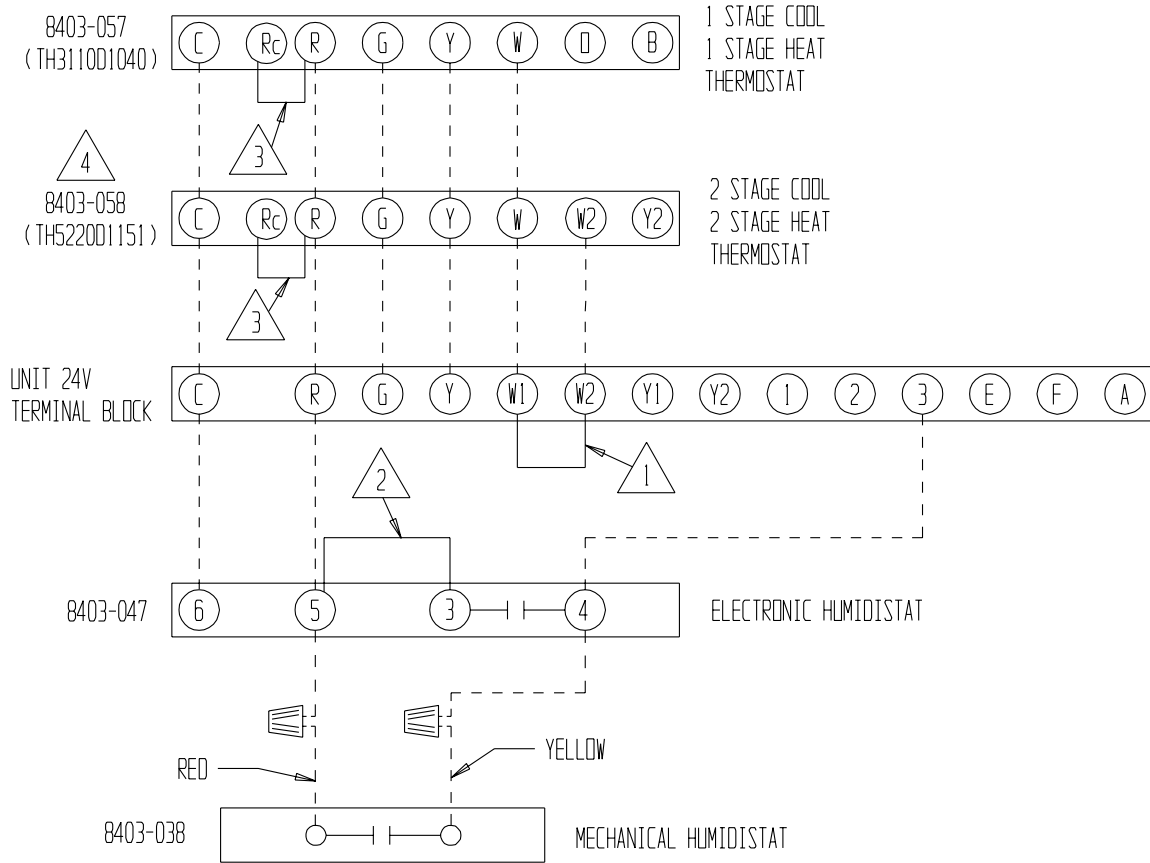 8403-057
(TH3110D1040)
C Rc R G Y W O B
1 STAGE COOL
1 STAGE HEAT
THERMOSTAT
3
4
8403-058
(TH5220D1151)
C Rc R G Y W W2 Y2
2 STAGE COOL
2 STAGE HEAT
THERMOSTAT
3
UNIT 24V
TERMINAL BLOCK
C R G Y W1 W2 Y1 Y2 1 2 3 E F A
2
1
8403-047
6 5 3 4
ELECTRONIC HUMIDISTAT
RED
YELLOW
8403-038
MECHANICAL HUMIDISTAT